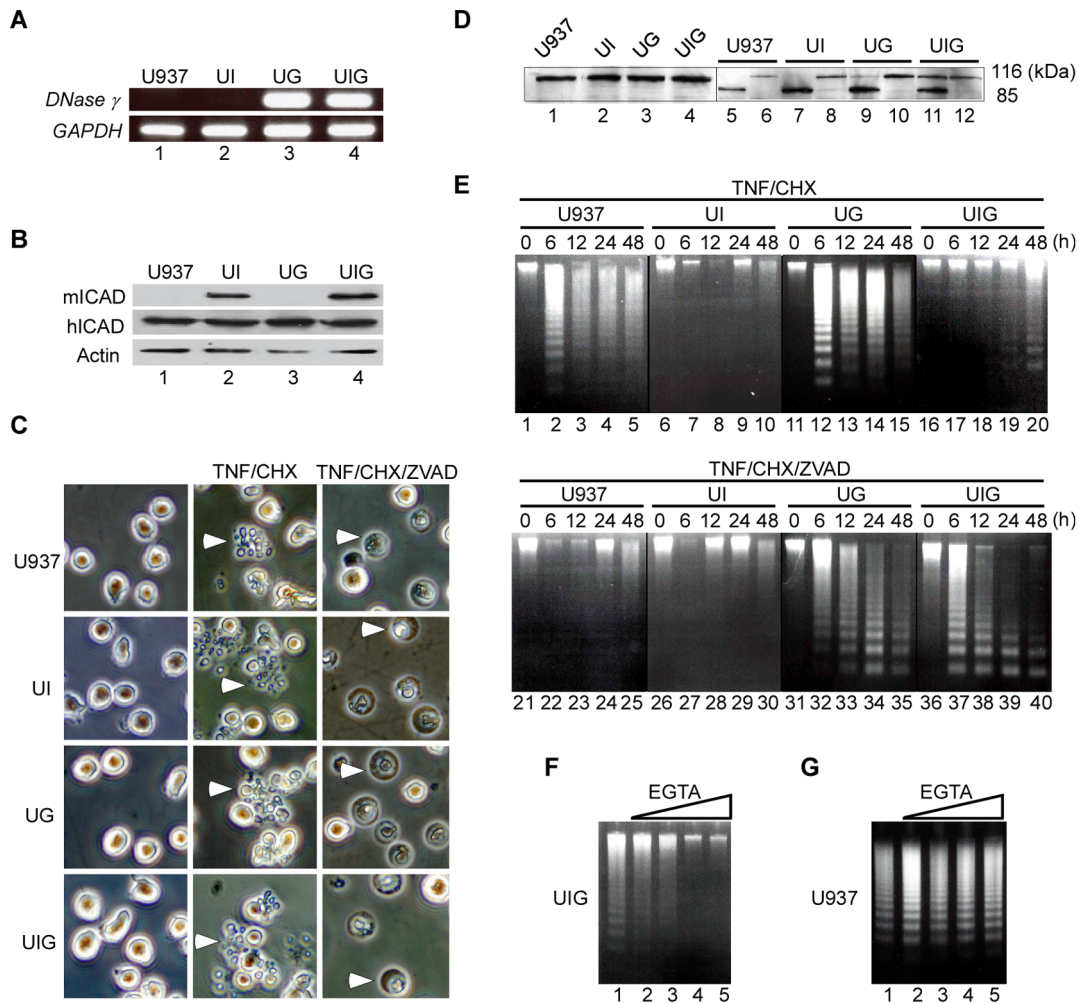 A
U937 UI UG UIG
DNase γ
GAPDH
1 2 3 4
B
U937 UI UG UIG
mICAD
hICAD
Actin
1 2 3 4
C
TNF/CHX TNF/CHX/ZVAD
U937
UI
UG
UIG
D
U937 UI UG UIG U937 UI UG UIG
116 (kDa)
85
1 2 3 4 5 6 7 8 9 10 11 12
E
TNF/CHX
U937 UI UG UIG
0 6 12 24 48 0 6 12 24 48 0 6 12 24 48 0 6 12 24 48 (h)
1 2 3 4 5 6 7 8 9 10 11 12 13 14 15 16 17 18 19 20
TNF/CHX/ZVAD
U937 UI UG UIG
0 6 12 24 48 0 6 12 24 48 0 6 12 24 48 0 6 12 24 48 (h)
21 22 23 24 25 26 27 28 29 30 31 32 33 34 35 36 37 38 39 40
F
EGTA
UIG
1 2 3 4 5
G
EGTA
U937
1 2 3 4 5